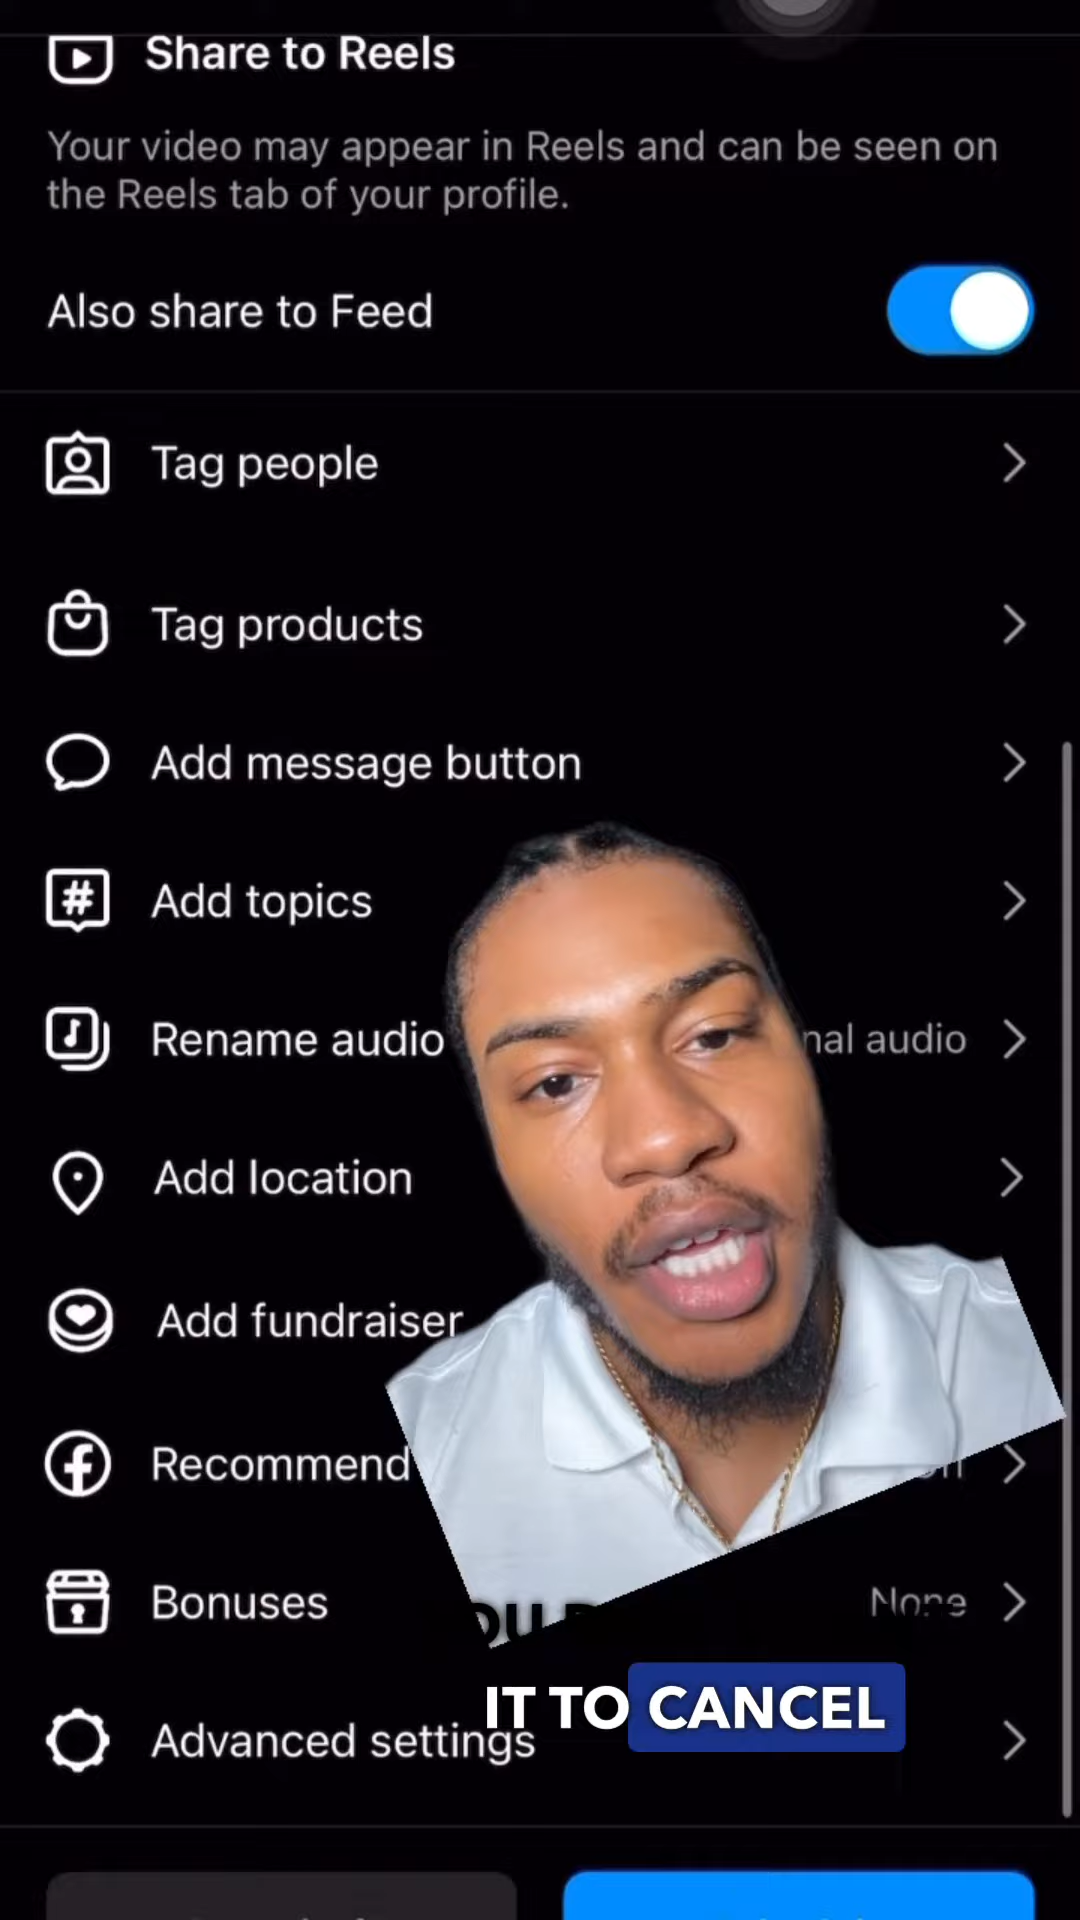 Share to Reels
Your video may appear in Reels and can be seen on
the Reels tab of your profile.
Also share to Feed
Tag people
Tag products
Add message button
#
Add topics
Rename audio nal audio
Add location
Add fundraiser
Recommend
Bonuses None
IT TO CANCEL
Advanced settings